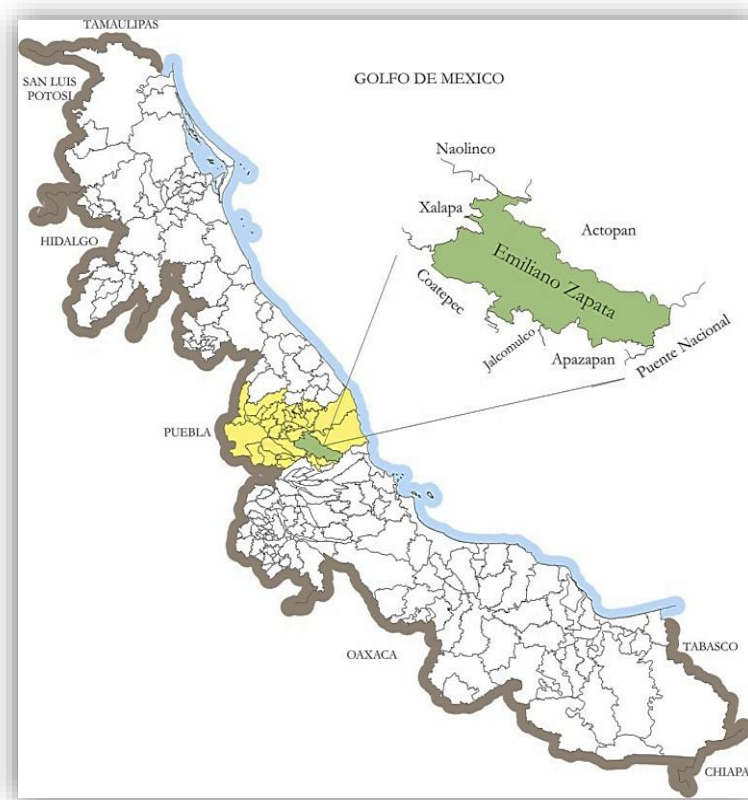 TAMAULIPAS
SAN LUIS
POTOSI
GOLFO DE MEXICO
Naolinco
Xalapa
Actopan
Emiliano Zapata
HIDALGO
Coatepec
Jalcomulco
Apazapan
Puente Nacional
PUEBLA
OAXACA
TABASCO
CHIAPA